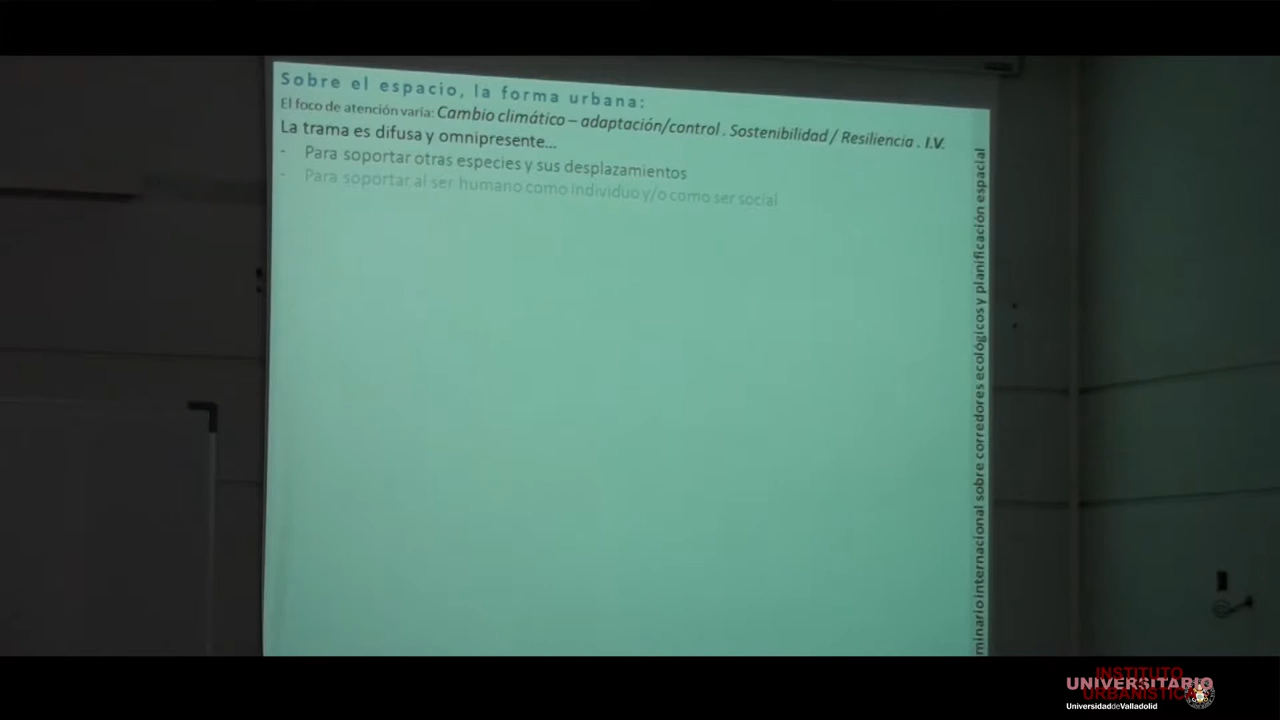 Sobre el espacio, la forma urbana:
El foco de atención varía: Cambio climático – adaptación/control . Sostenibilidad / Resiliencia . I.V.
La trama es difusa y omnipresente...
- Para soportar otras especies y sus desplazamientos
- Para soportar al ser humano como individuo y/o como ser social
minario internacional sobre corredores ecológicos y planificación espacial
INSTITUTO
UNIVERSITARIO
URBANÍSTICA
UniversidaddeValladolid